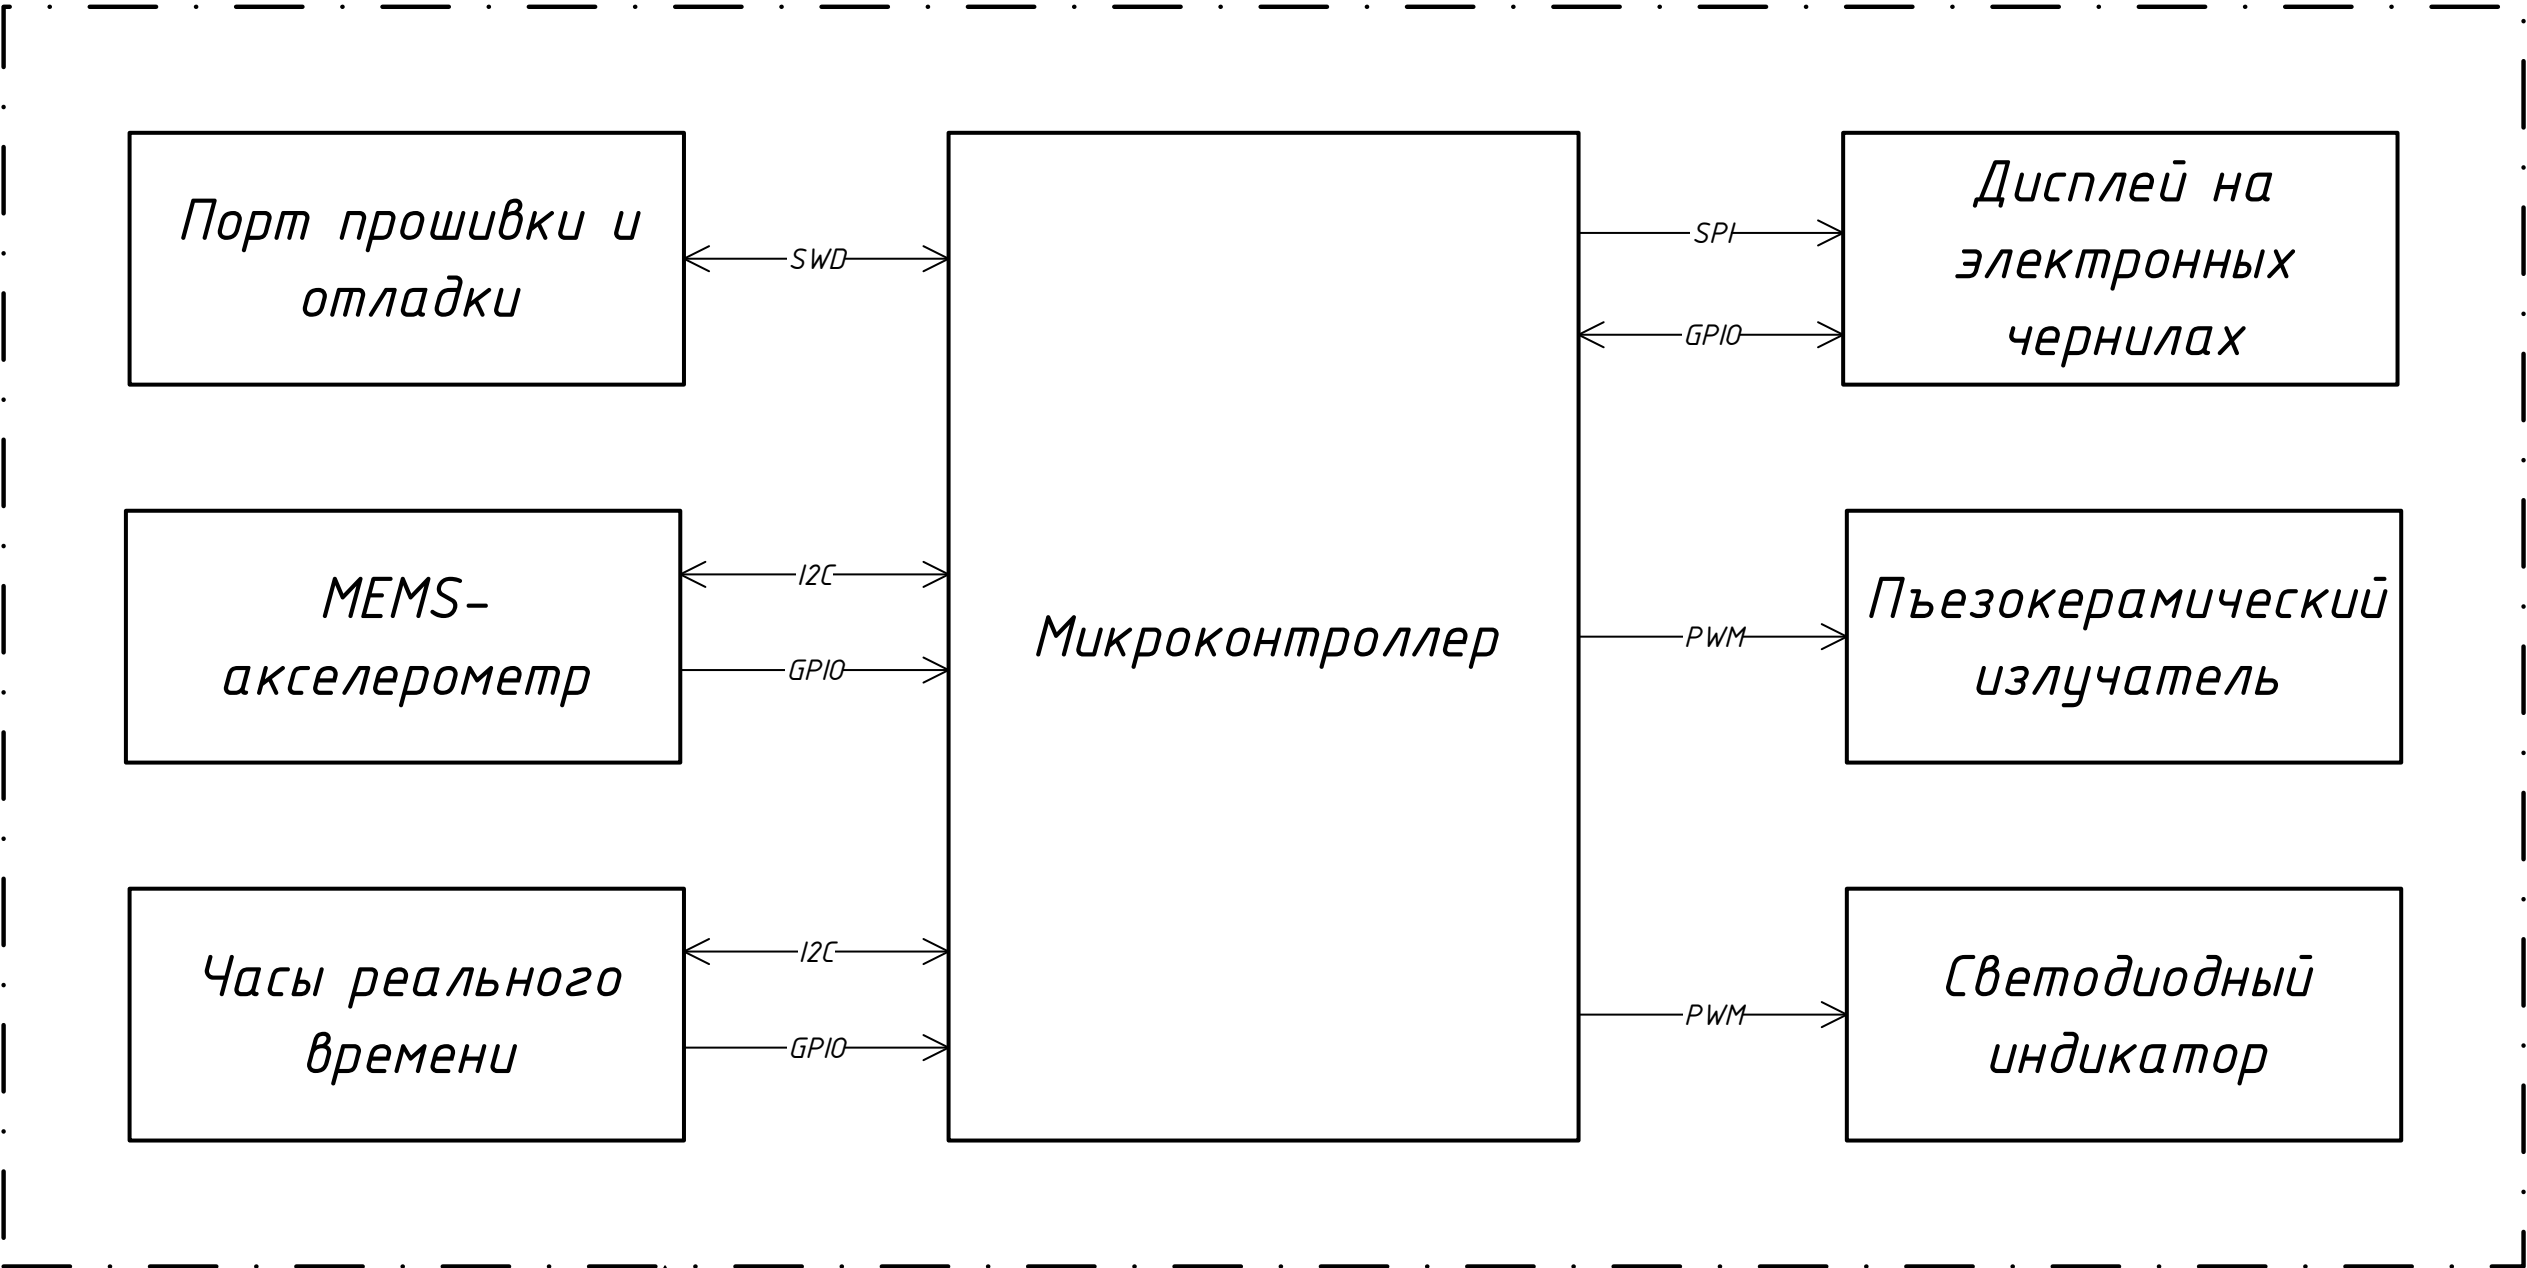 Порт прошивки и
отладки
SWD
MEMS-
акселерометр
I2C
GPIO
Часы реального
времени
I2C
GPIO
Микроконтроллер
SPI
GPIO
Дисплей на
электронных
чернилах
PWM
Пъезокерамический
излучатель
PWM
Светодиодный
индикатор